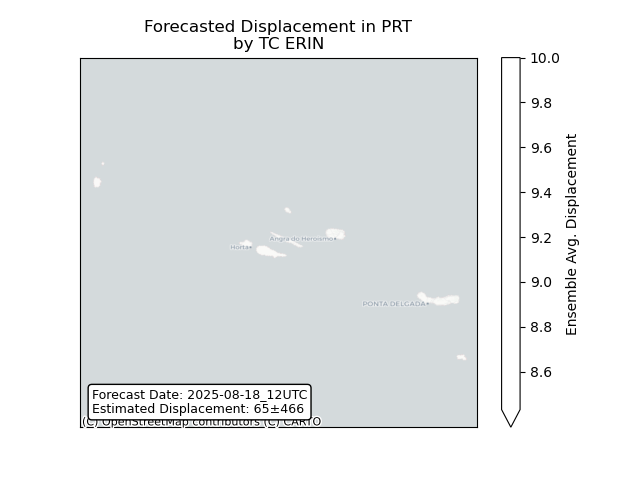 Forecasted Displacement in PRT
by TC ERIN
10.0
9.8
9.6
9.4
9.2
9.0
8.8
8.6
Ensemble Avg. Displacement
Angra do Heroísmo
Horta
PONTA DELGADA
Forecast Date: 2025-08-18_12UTC
Estimated Displacement: 65±466
(C) OpenStreetMap contributors (C) CARTO